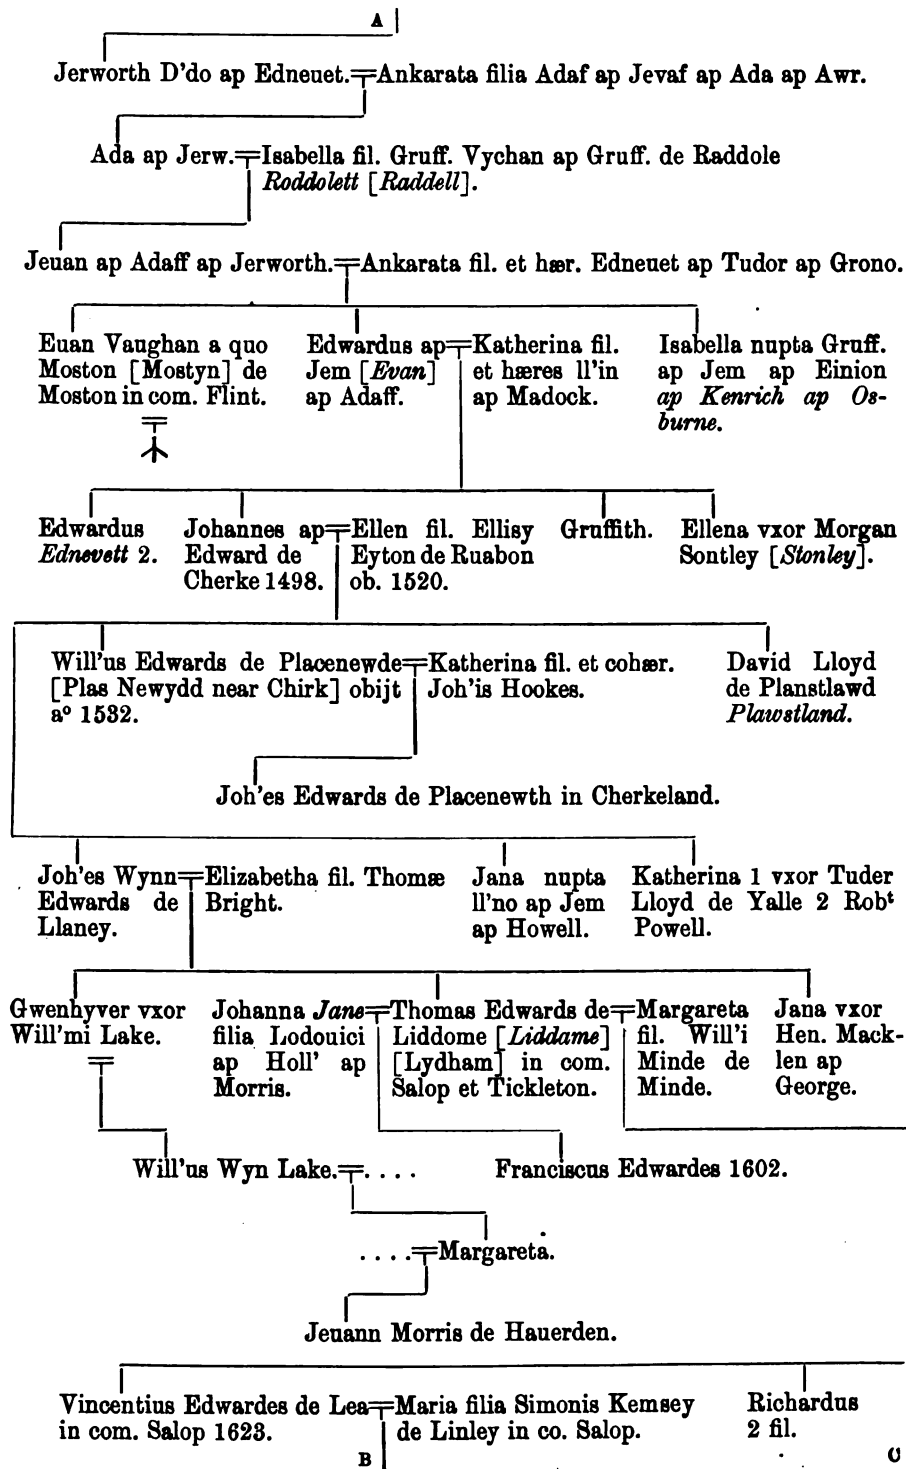 A
Jerworth D'do ap Edneuet.=Ankarata filia Adaf ap Jevaf ap Ada ap Awr.
Ada ap Jerw.=Isabella fil. Gruff. Vychan ap Gruff. de Raddole
Roddolett [Raddell].
Jeuan ap Adaff ap Jerworth.=Ankarata fil. et hær. Edneuet ap Tudor ap Grono.
Euan Vaughan a quo
Moston [Mostyn] de
Moston in com. Flint.
Edwardus ap=Katherina fil.
Jem [Evan]
ap Adaff.
et hæres ll'in
ap Madock.
Isabella nupta Gruff.
ap Jem ap Einion
ap Kenrich ap Os-
burne.
Edwardus
Ednevett 2.
Johannes ap=Ellen fil. Ellisy
Edward de
Cherke 1498.
Eyton de Ruabon
ob. 1520.
Gruffith.
Ellena vxor Morgan
Sontley [Stonley].
Will'us Edwards de Placenewde=Katherina fil. et cohær.
[Plas Newydd near Chirk] obijt
aº 1532.
Joh'is Hookes.
David Lloyd
de Planstlawd
Plawstland.
Joh'es Edwards de Placenewth in Cherkeland.
Joh'es Wynn=Elizabetha fil. Thomæ
Edwards de
Llaney.
Bright.
Jana nupta
ll'no ap Jem
ap Howell.
Katherina 1 vxor Tuder
Lloyd de Yalle 2 Robᵗ
Powell.
Gwenhyver vxor
Will'mi Lake.
Johanna Jane=Thomas Edwards de=Margareta
filia Lodouici
ap Holl' ap
Morris.
Liddome [Liddame]
[Lydham] in com.
Salop et Tickleton.
fil. Will'i
Minde de
Minde.
Jana vxor
Hen. Mack-
len ap
George.
Will'us Wyn Lake.=....
Franciscus Edwardes 1602.
....=Margareta.
Jeuann Morris de Hauerden.
Vincentius Edwardes de Lea=Maria filia Simonis Kemsey
in com. Salop 1623.
de Linley in co. Salop.
Richardus
2 fil.
B
C